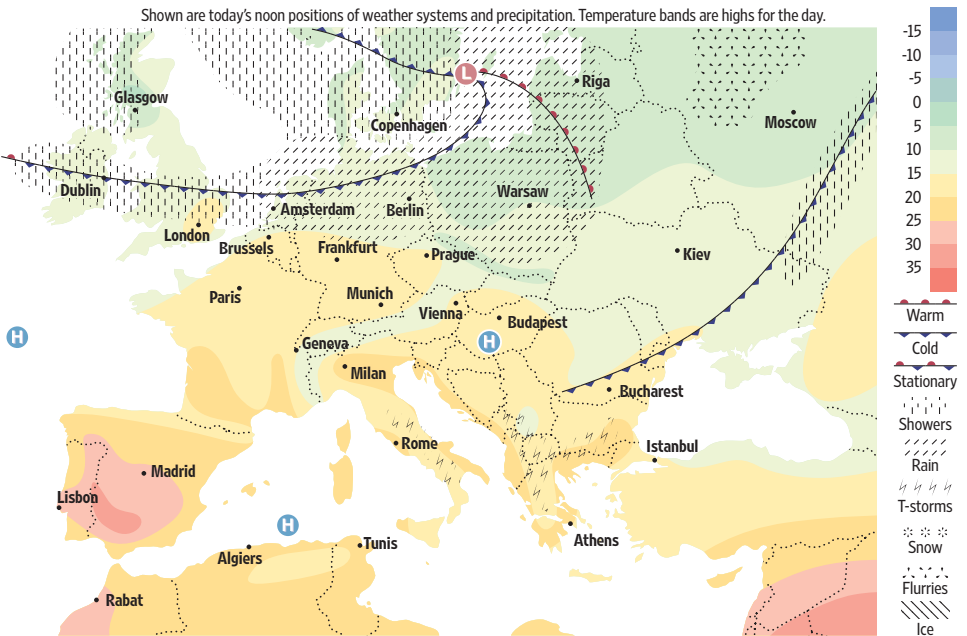 Shown are today's noon positions of weather systems and precipitation. Temperature bands are highs for the day.
-15
-10
-5
0
5
10
15
20
25
30
35
L
Riga
Glasgow
Copenhagen
Moscow
Dublin
Amsterdam
Berlin
Warsaw
London
Brussels
Frankfurt
Prague
Kiev
Paris
Munich
Vienna
Budapest
H
H
Geneva
Milan
Bucharest
Rome
Istanbul
Madrid
Lisbon
H
Athens
Algiers
Tunis
Rabat
Warm
Cold
Stationary
Showers
Rain
T-storms
Snow
Flurries
Ice